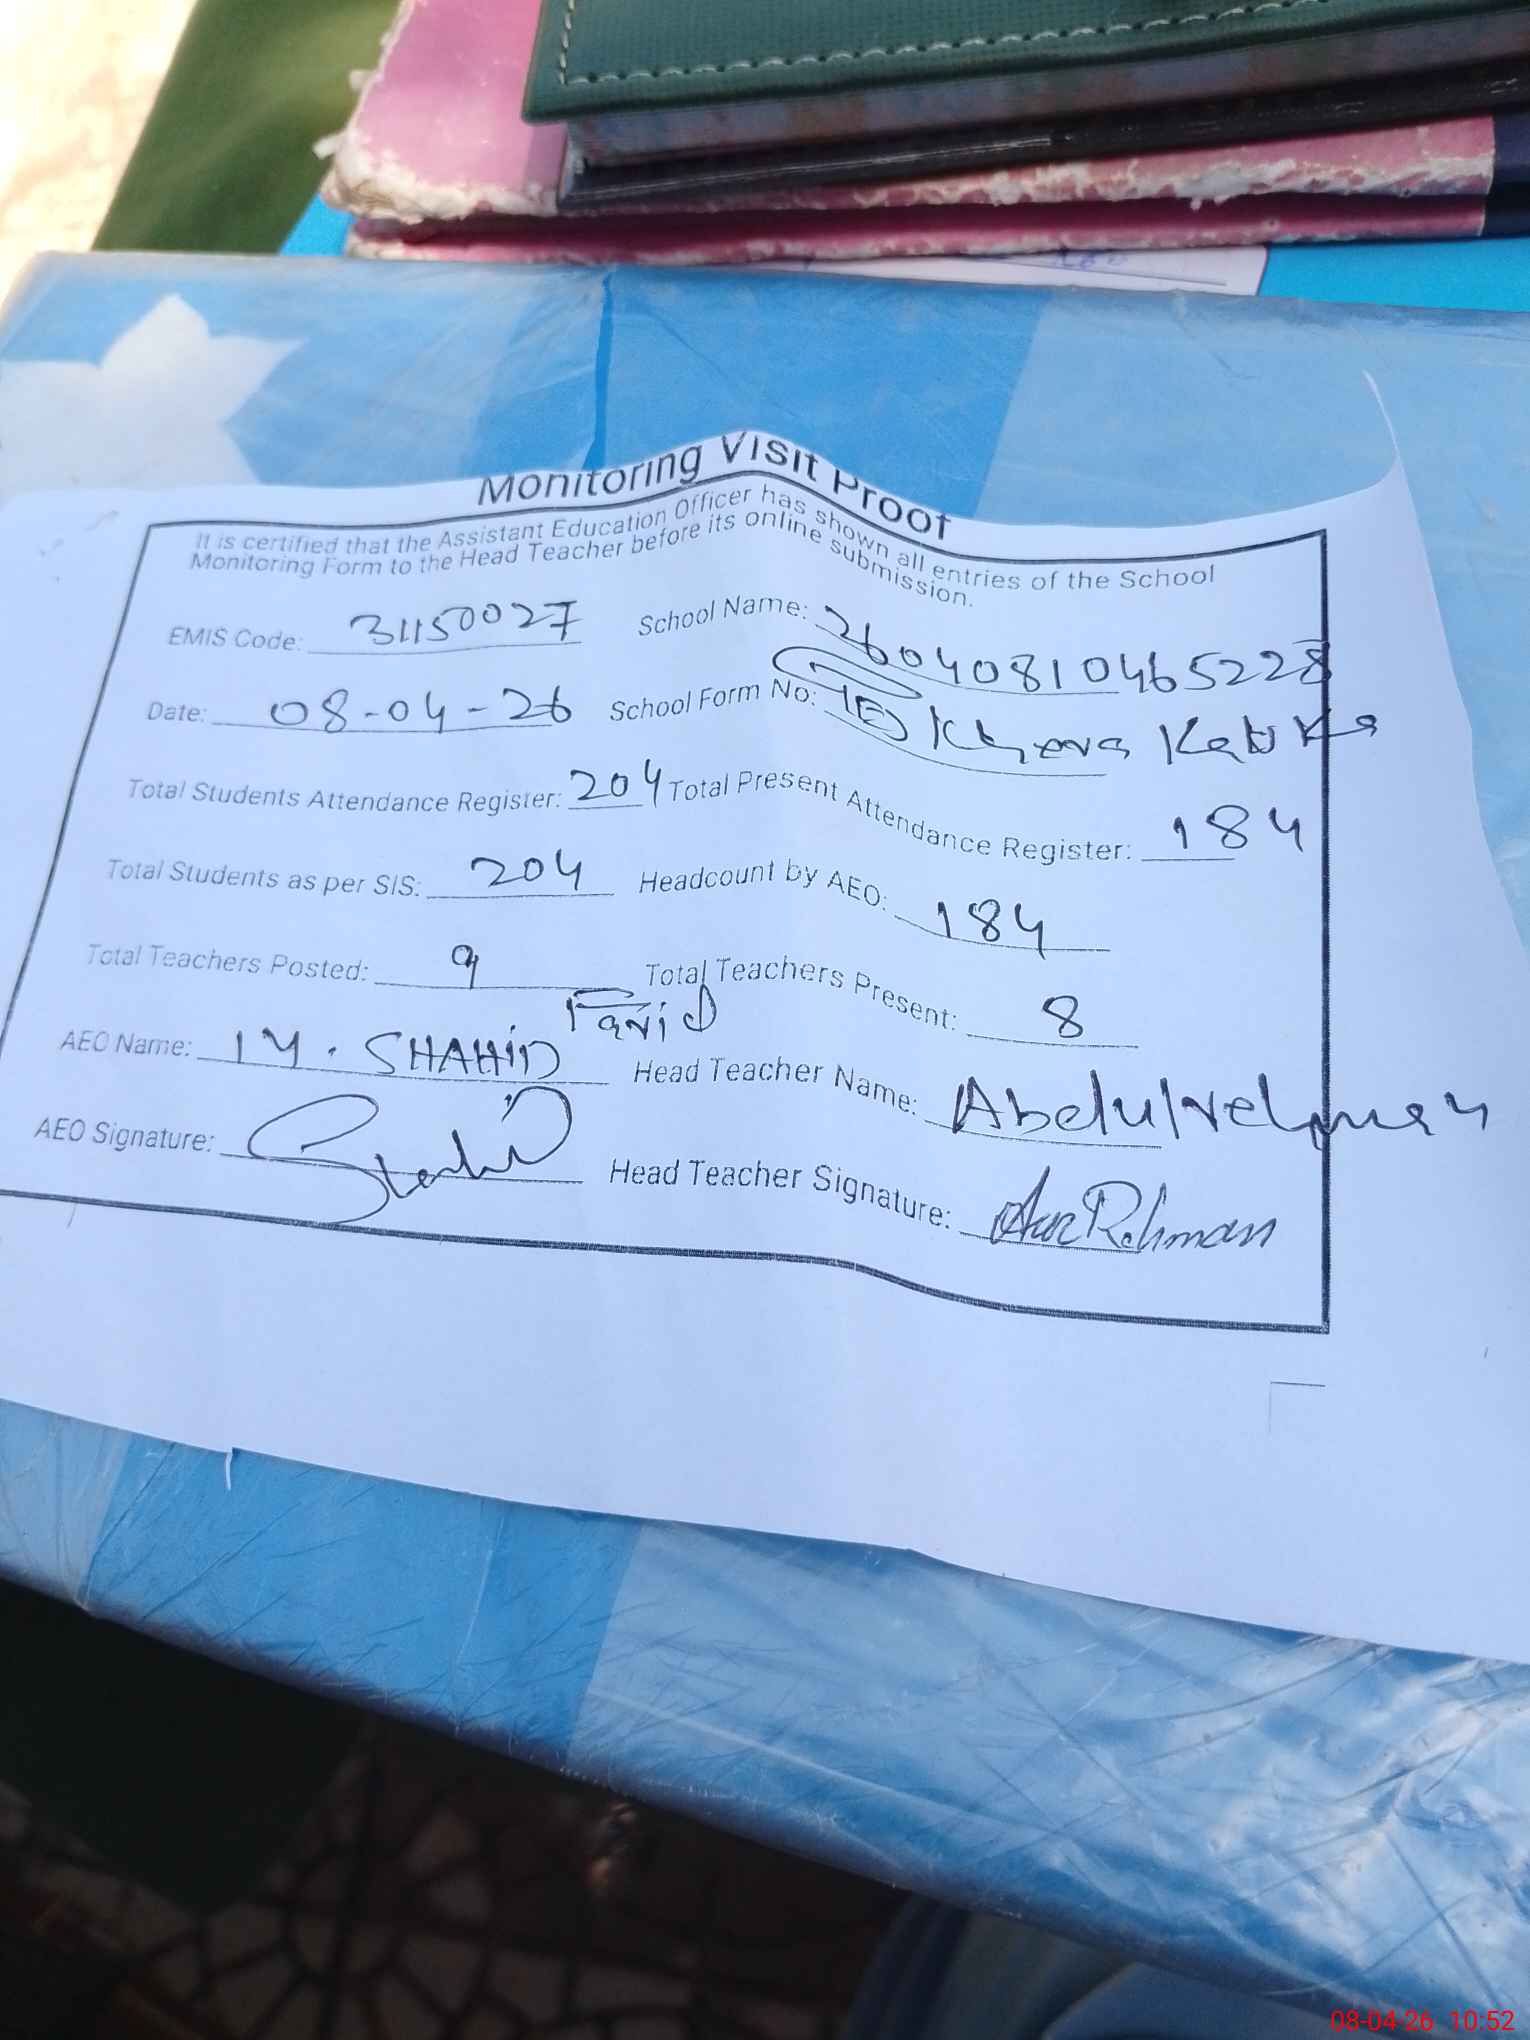 Monitoring Visit Proof
It is certified that the Assistant Education Officer has shown all entries of the School
Monitoring Form to the Head Teacher before its online submission.
EMIS Code: 31150027 School Name: 26040810465228
Date: 08-04-26 School Form No: Khera
Total Students Attendance Register: 204 Total Present Attendance Register: 184
Total Students as per SIS: 204 Headcount by AEO: 184
Total Teachers Posted: 9 Total Teachers Present: 8
AEO Name: M. SHAHID Farid Head Teacher Name: Abdulrehman
AEO Signature: Head Teacher Signature: Rehman
08-04-26 10:52